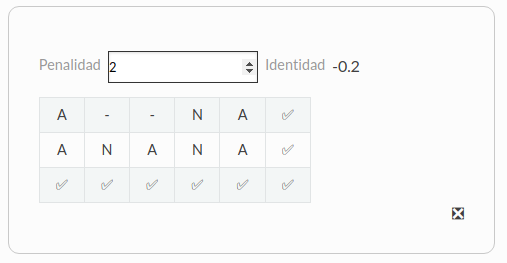 Penalidad 2 Identidad -0.2
A - - N A ✅
A N A N A ✅
✅ ✅ ✅ ✅ ✅ ✅